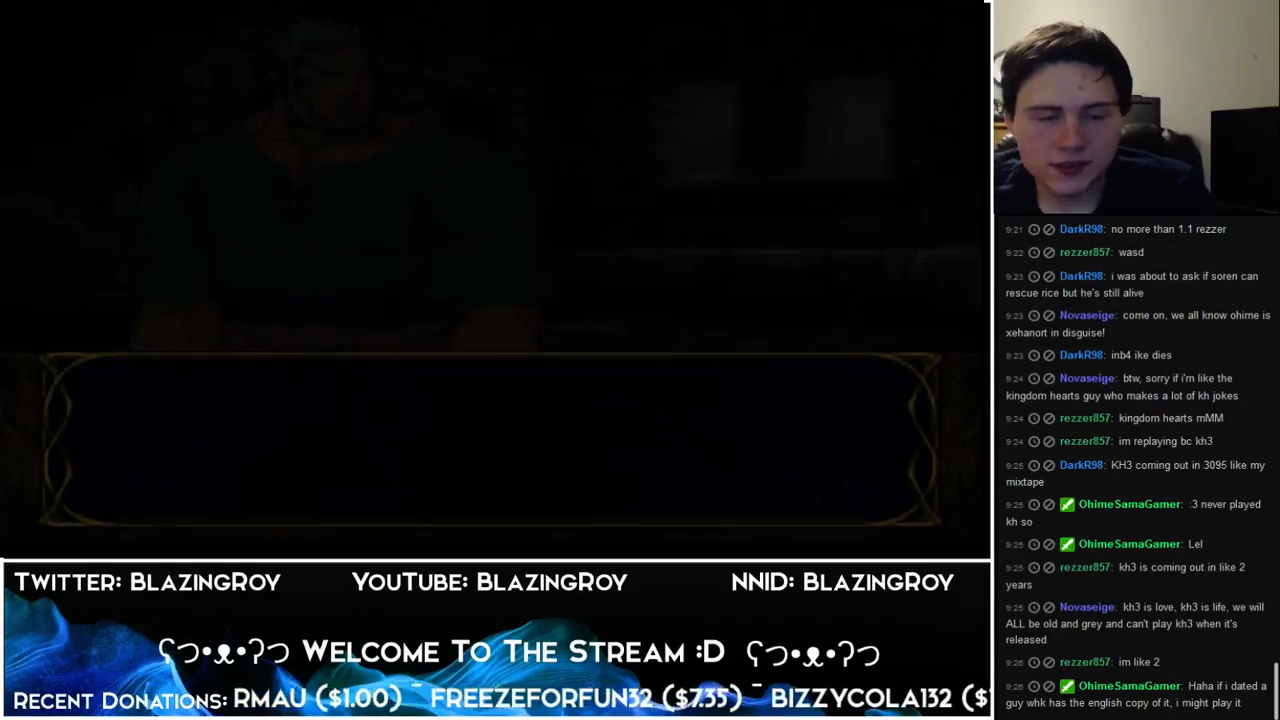 9:21 DarkR98: no more than 1.1 rezzer
9:22 rezzer857: wasd
9:23 DarkR98: i was about to ask if soren can
rescue rice but he's still alive
9:23 Novaseige: come on, we all know ohime is
xehanort in disguise!
9:23 DarkR98: inb4 ike dies
9:24 Novaseige: btw, sorry if i'm like the
kingdom hearts guy who makes a lot of kh jokes
9:24 rezzer857: kingdom hearts mMM
9:24 rezzer857: im replaying bc kh3
9:25 DarkR98: KH3 coming out in 3095 like my
mixtape
9:25 OhimeSamaGamer: :3 never played
kh so
9:25 OhimeSamaGamer: Lel
9:25 rezzer857: kh3 is coming out in like 2
years
9:25 Novaseige: kh3 is love, kh3 is life, we will
ALL be old and grey and can't play kh3 when it's
released
9:26 rezzer857: im like 2
9:26 OhimeSamaGamer: Haha if i dated a
guy whk has the english copy of it, i might play it
Twitter: BlazingRoy YouTube: BlazingRoy NNID: BlazingRoy
ʕつ•ᴥ•ʔつ Welcome To The Stream :D ʕつ•ᴥ•ʔつ
Recent Donations: RMAU ($1.00) ~ FREEZEFORFUN32 ($7.35) ~ BIZZYCOLA132 ($